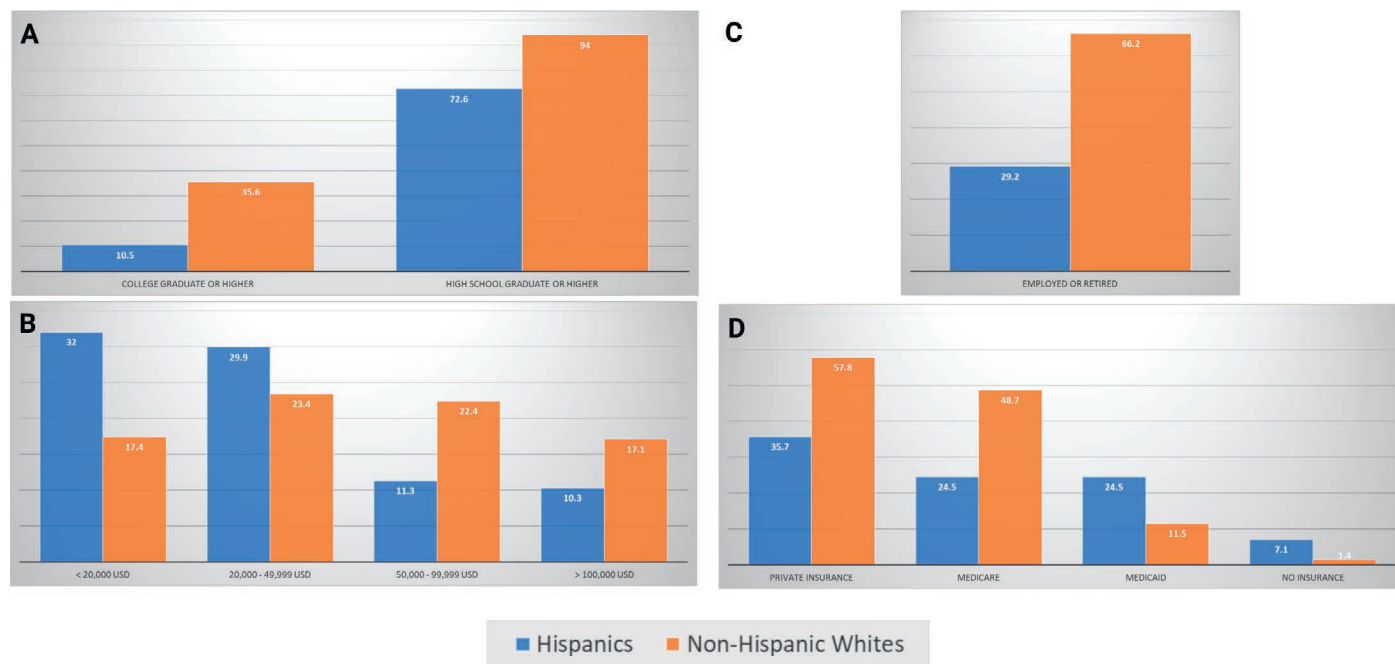 A
94
72.6
35.6
10.5
COLLEGE GRADUATE OR HIGHER HIGH SCHOOL GRADUATE OR HIGHER
C
66.2
29.2
EMPLOYED OR RETIRED
B
32
29.9
23.4
22.4
17.4
17.1
11.3
10.3
< 20,000 USD 20,000 - 49,999 USD 50,000 - 99,999 USD > 100,000 USD
D
57.8
48.7
35.7
24.5 24.5
11.5
7.1
1.4
PRIVATE INSURANCE MEDICARE MEDICAID NO INSURANCE
Hispanics Non-Hispanic Whites